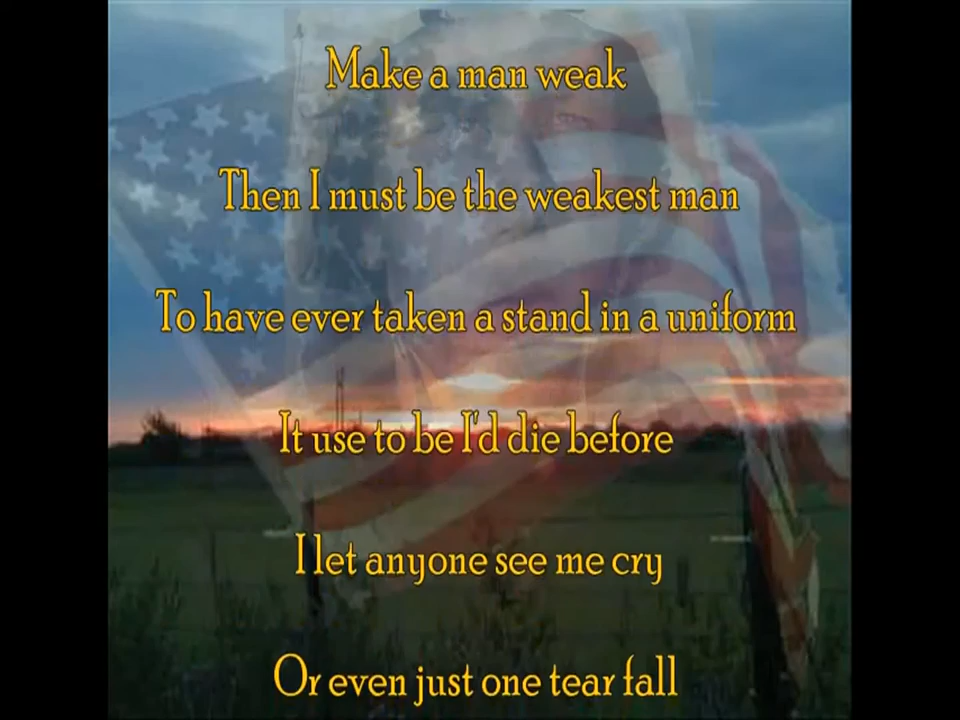 Make a man weak
Then I must be the weakest man
To have ever taken a stand in a uniform
It use to be I'd die before
I let anyone see me cry
Or even just one tear fall